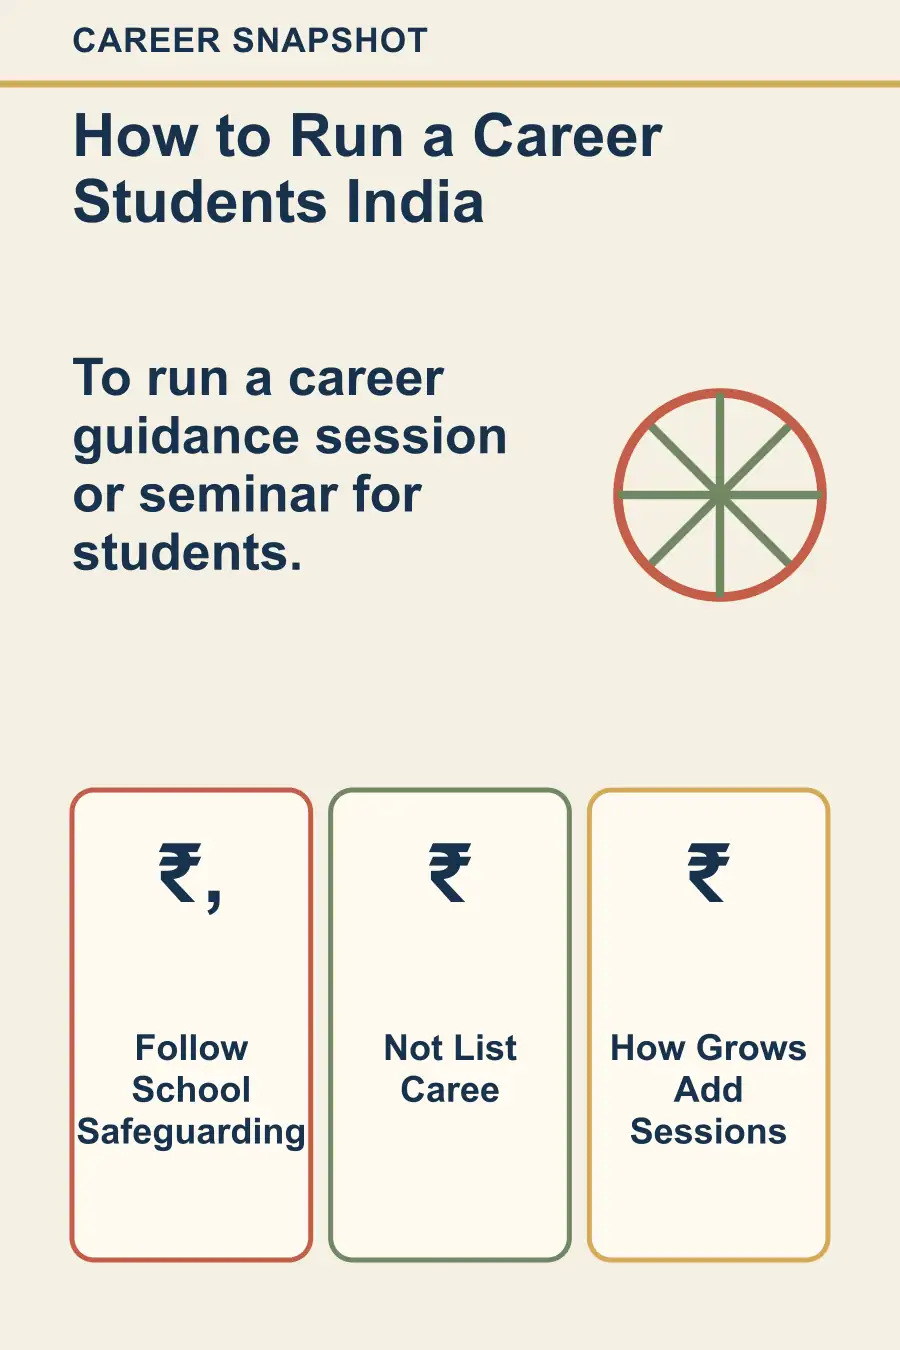 CAREER SNAPSHOT
How to Run a Career
Students India
To run a career
guidance session
or seminar for
students.
₹,
Follow
School
Safeguarding
₹
Not List
Caree
₹
How Grows
Add
Sessions